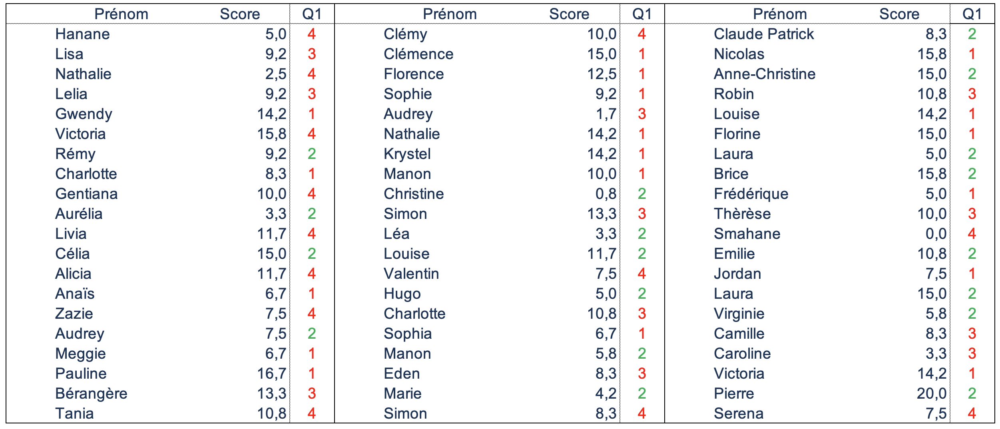 Prénom Score Q1 Prénom Score Q1 Prénom Score Q1
Hanane 5,0 4 Clémy 10,0 4 Claude Patrick 8,3 2
Lisa 9,2 3 Clémence 15,0 1 Nicolas 15,8 1
Nathalie 2,5 4 Florence 12,5 1 Anne-Christine 15,0 2
Lelia 9,2 3 Sophie 9,2 1 Robin 10,8 3
Gwendy 14,2 1 Audrey 1,7 3 Louise 14,2 1
Victoria 15,8 4 Nathalie 14,2 1 Florine 15,0 1
Rémy 9,2 2 Krystel 14,2 1 Laura 5,0 2
Charlotte 8,3 1 Manon 10,0 1 Brice 15,8 2
Gentiana 10,0 4 Christine 0,8 2 Frédérique 5,0 1
Aurélia 3,3 2 Simon 13,3 3 Thèrèse 10,0 3
Livia 11,7 4 Léa 3,3 2 Smahane 0,0 4
Célia 15,0 2 Louise 11,7 2 Emilie 10,8 2
Alicia 11,7 4 Valentin 7,5 4 Jordan 7,5 1
Anaïs 6,7 1 Hugo 5,0 2 Laura 15,0 2
Zazie 7,5 4 Charlotte 10,8 3 Virginie 5,8 2
Audrey 7,5 2 Sophia 6,7 1 Camille 8,3 3
Meggie 6,7 1 Manon 5,8 2 Caroline 3,3 3
Pauline 16,7 1 Eden 8,3 3 Victoria 14,2 1
Bérangère 13,3 3 Marie 4,2 2 Pierre 20,0 2
Tania 10,8 4 Simon 8,3 4 Serena 7,5 4